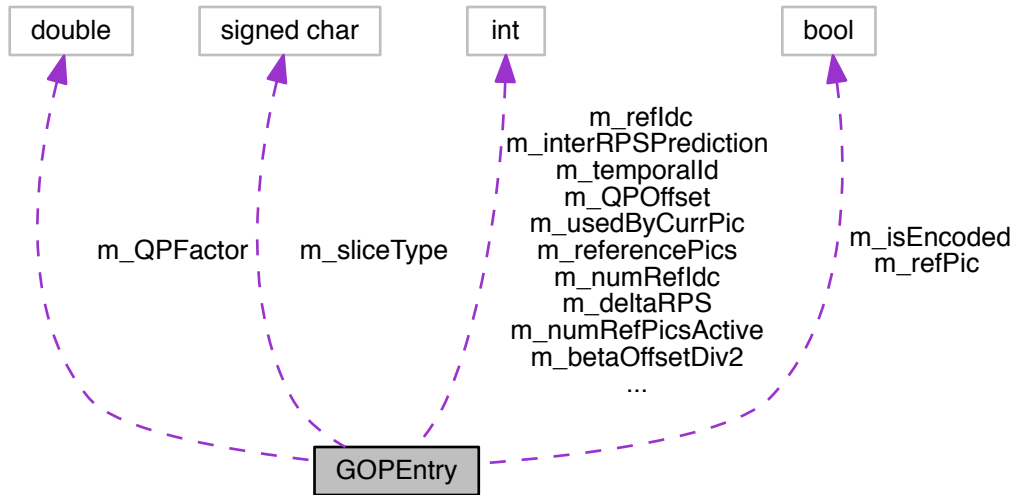 double
signed char
int
bool
m_QPFactor
m_sliceType
m_refIdc
m_interRPSPrediction
m_temporalId
m_QPOffset
m_usedByCurrPic
m_referencePics
m_numRefIdc
m_deltaRPS
m_numRefPicsActive
m_betaOffsetDiv2
...
m_isEncoded
m_refPic
GOPEntry